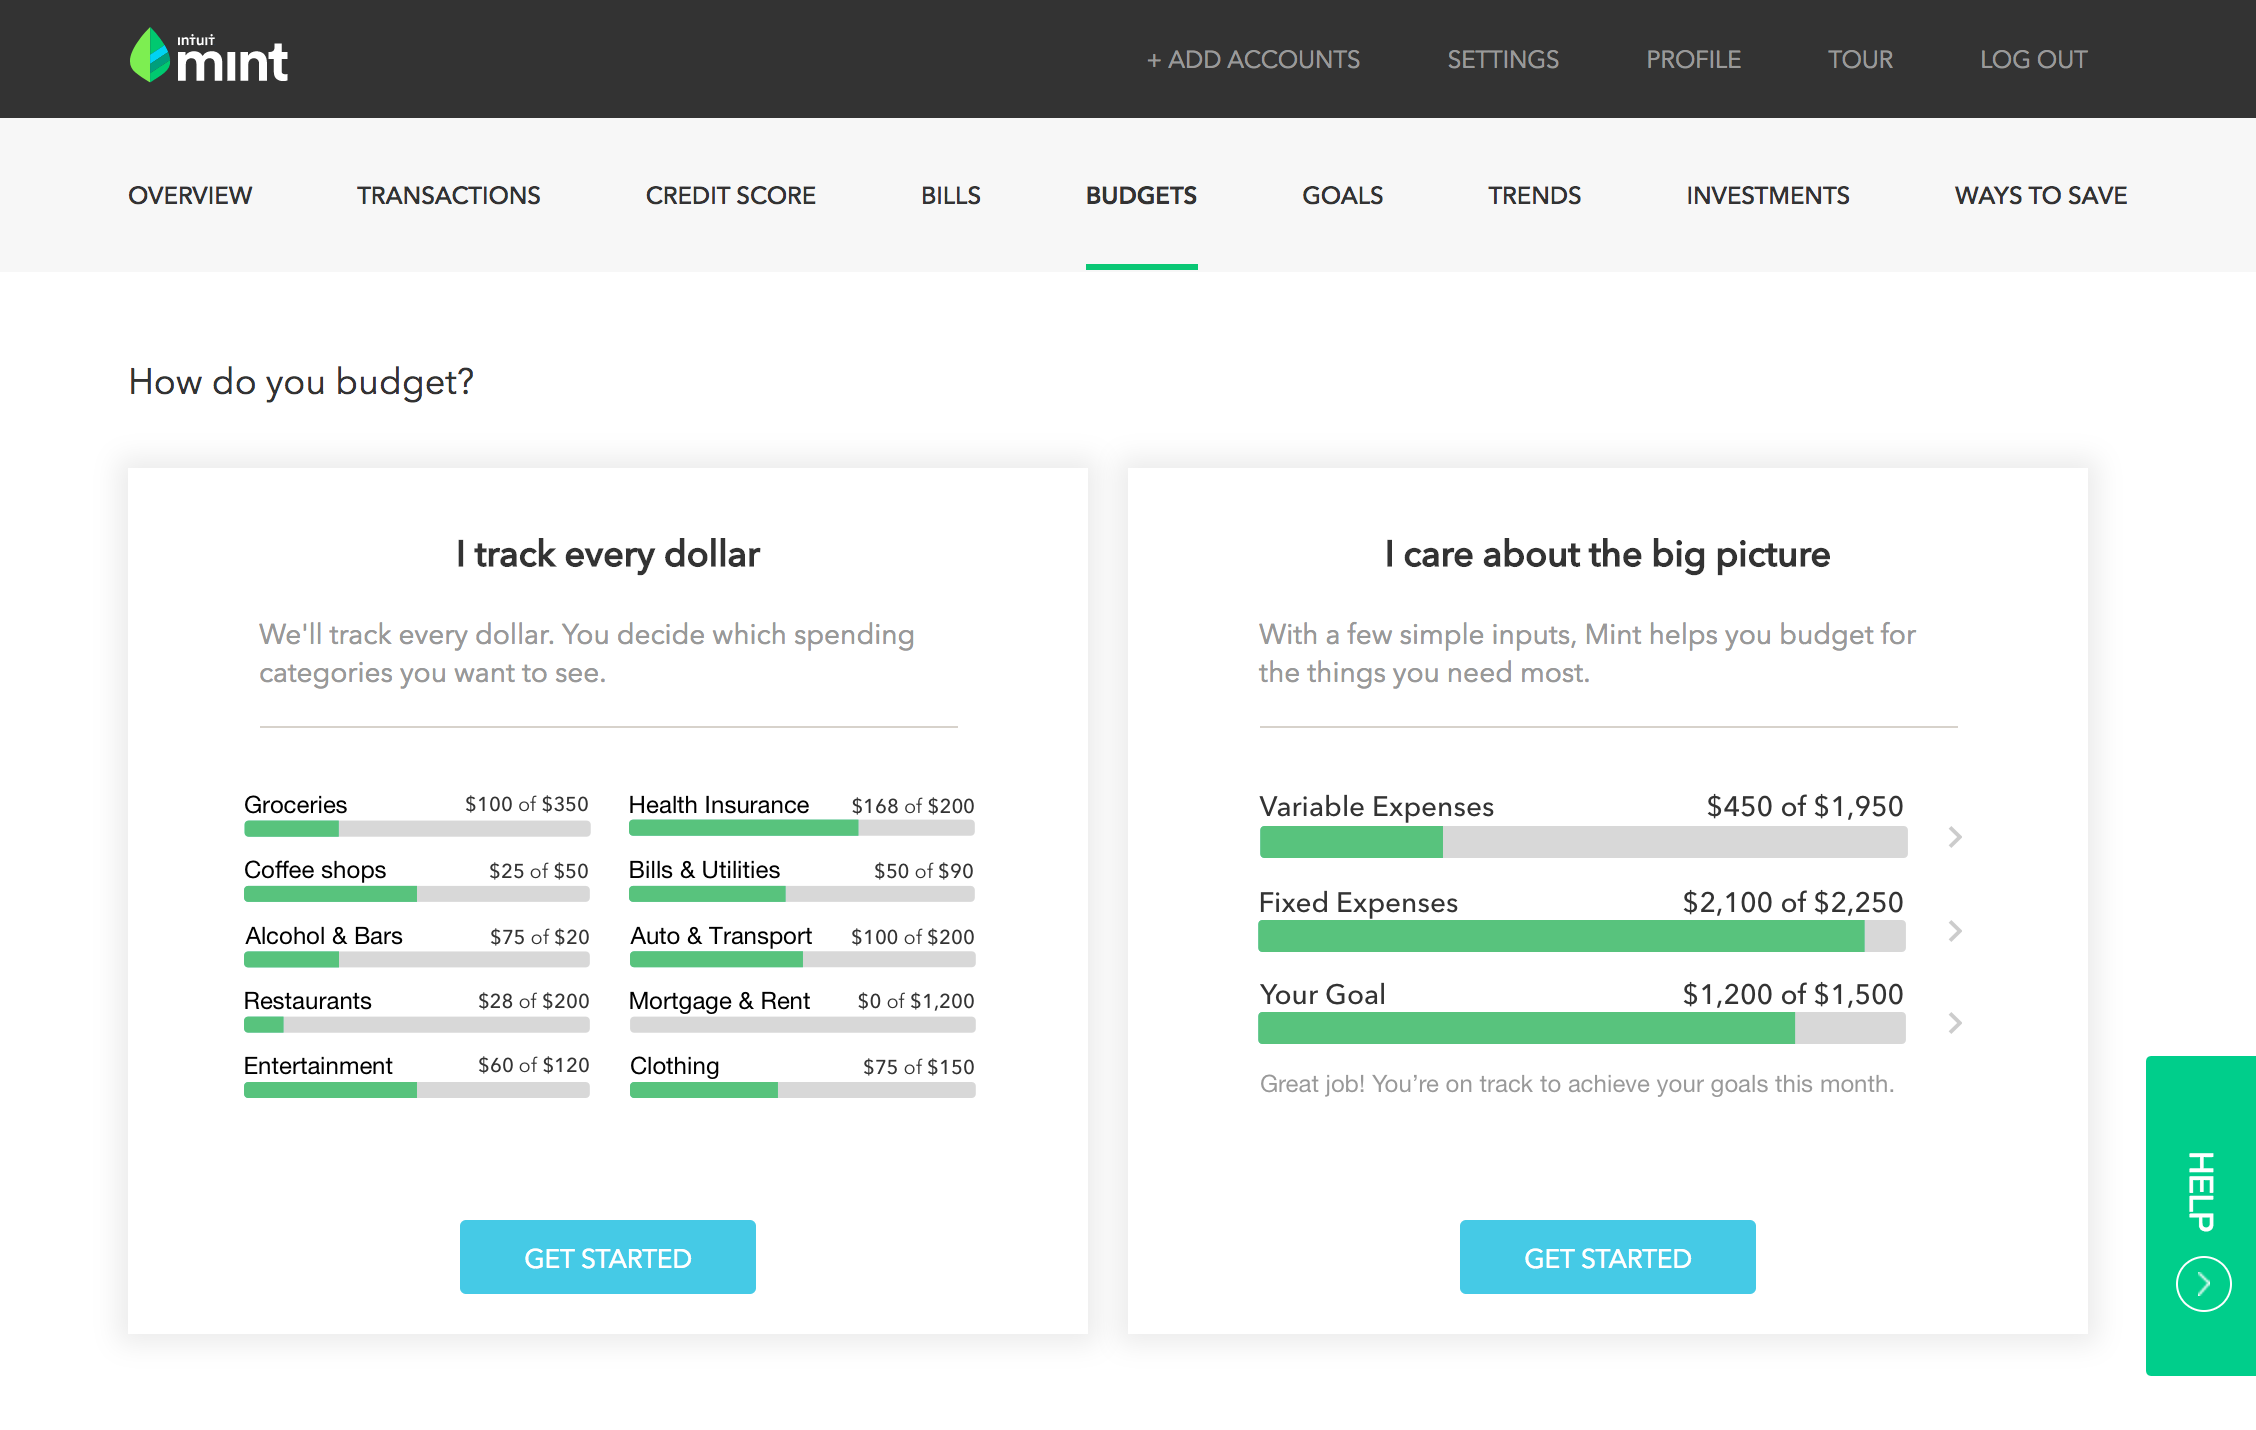 intuit
mint
+ ADD ACCOUNTS SETTINGS PROFILE TOUR LOG OUT
OVERVIEW TRANSACTIONS CREDIT SCORE BILLS BUDGETS GOALS TRENDS INVESTMENTS WAYS TO SAVE
How do you budget?
I track every dollar
We'll track every dollar. You decide which spending
categories you want to see.
Groceries $100 of $350
Coffee shops $25 of $50
Alcohol & Bars $75 of $20
Restaurants $28 of $200
Entertainment $60 of $120
Health Insurance $168 of $200
Bills & Utilities $50 of $90
Auto & Transport $100 of $200
Mortgage & Rent $0 of $1,200
Clothing $75 of $150
GET STARTED
I care about the big picture
With a few simple inputs, Mint helps you budget for
the things you need most.
Variable Expenses $450 of $1,950
Fixed Expenses $2,100 of $2,250
Your Goal $1,200 of $1,500
Great job! You’re on track to achieve your goals this month.
GET STARTED
HELP